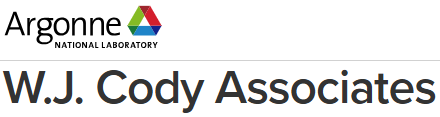 Argonne
NATIONAL LABORATORY
W.J. Cody Associates